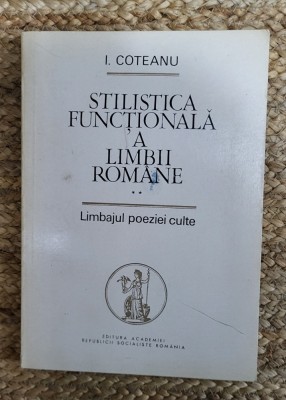 I. COTEANU
STILISTICA
FUNCȚIONALĂ
A
LIMBII
ROMÂNE
**
Limbajul poeziei culte
EDITURA ACADEMIEI
REPUBLICII SOCIALISTE ROMÂNIA